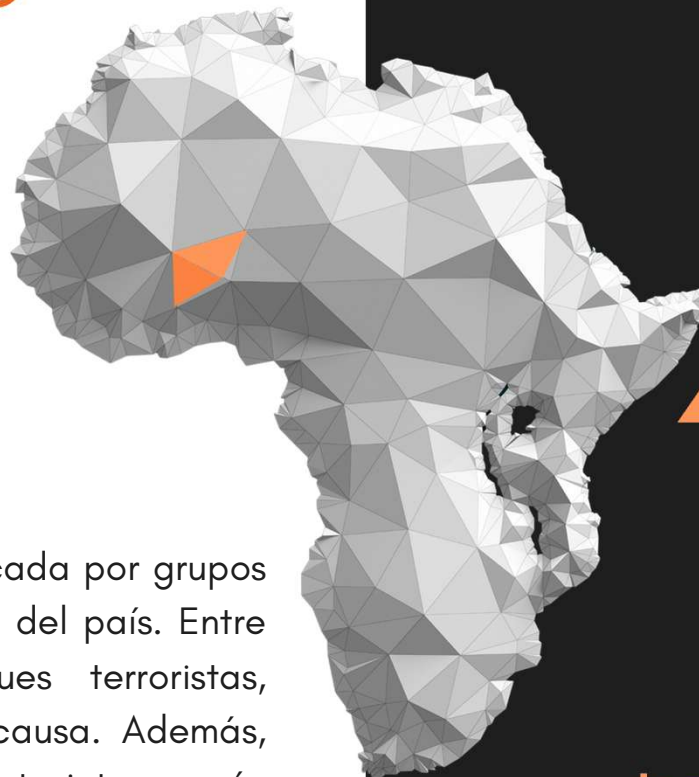 cada por grupos
del país. Entre
ues terroristas,
causa. Además,